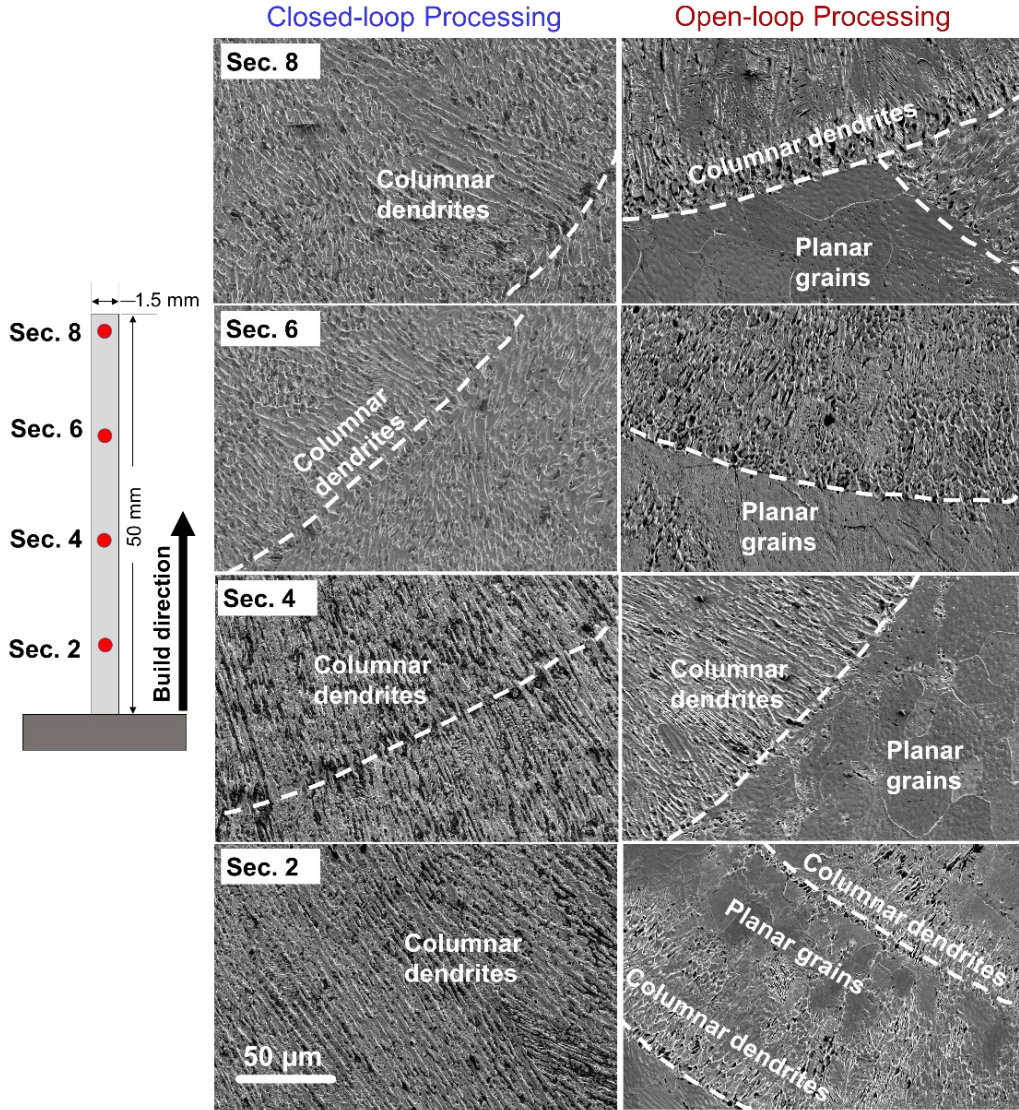 Closed-loop Processing
Open-loop Processing
Sec. 8
Columnar
dendrites
Columnar dendrites
Planar
grains
1.5 mm
Sec. 8
Sec. 6
Sec. 4
Sec. 2
50 mm
Build direction
Sec. 6
Columnar
dendrites
Planar
grains
Sec. 4
Columnar
dendrites
Columnar
dendrites
Planar
grains
Sec. 2
Columnar
dendrites
50 µm
Columnar dendrites
Planar grains
Columnar dendrites